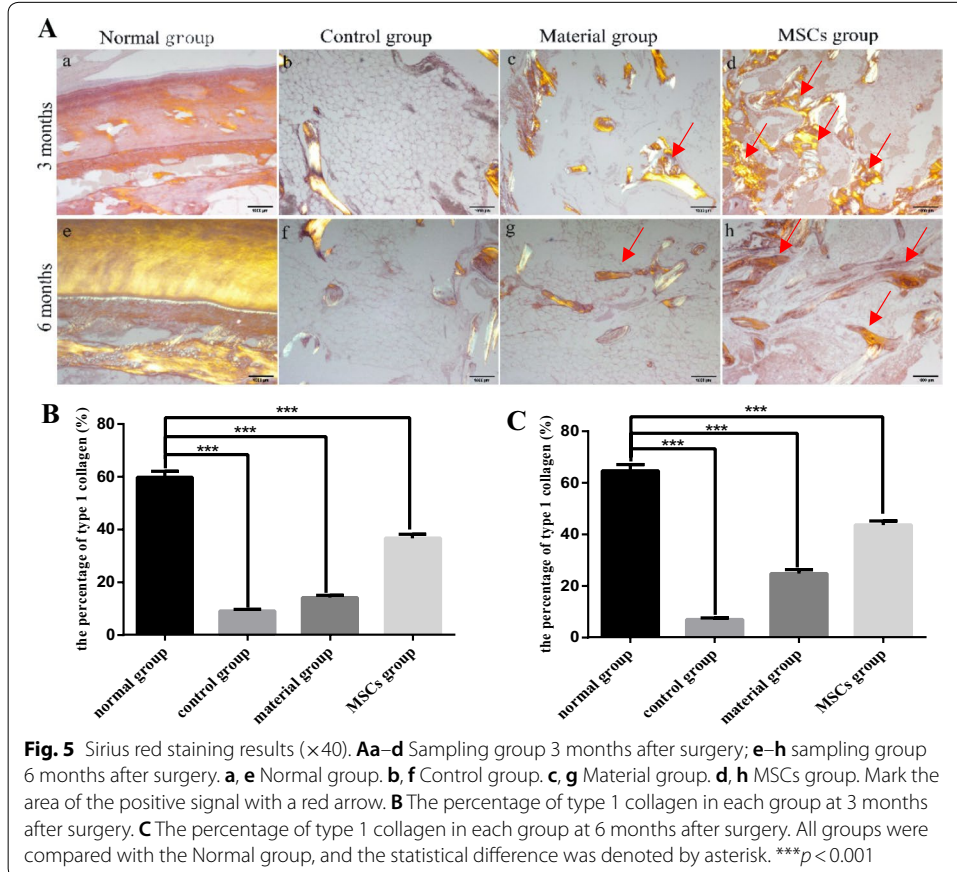 A
Normal group
Control group
Material group
MSCs group
3 months
a
b
c
d
6 months
e
f
g
h
B
the percentage of type 1 collagen (%)
80
60
40
20
0
***
***
***
normal group
control group
material group
MSCs group
C
the percentage of type 1 collagen (%)
80
60
40
20
0
***
***
***
normal group
control group
material group
MSCs group
Fig. 5 Sirius red staining results (×40). Aa–d Sampling group 3 months after surgery; e–h sampling group
6 months after surgery. a, e Normal group. b, f Control group. c, g Material group. d, h MSCs group. Mark the
area of the positive signal with a red arrow. B The percentage of type 1 collagen in each group at 3 months
after surgery. C The percentage of type 1 collagen in each group at 6 months after surgery. All groups were
compared with the Normal group, and the statistical difference was denoted by asterisk. ***p < 0.001